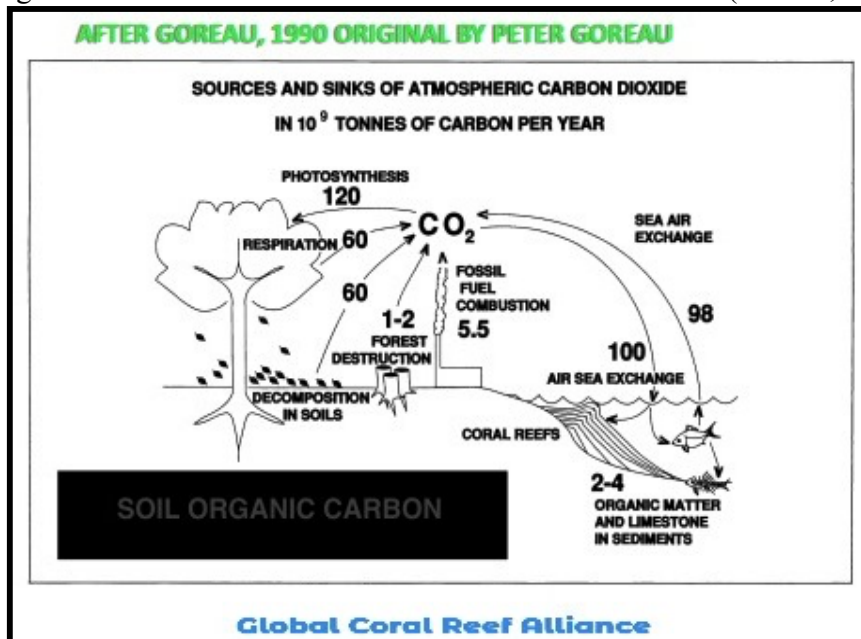 AFTER GOREAU, 1990 ORIGINAL BY PETER GOREAU
SOURCES AND SINKS OF ATMOSPHERIC CARBON DIOXIDE
IN 10⁹ TONNES OF CARBON PER YEAR
PHOTOSYNTHESIS
120
CO₂
SEA AIR
EXCHANGE
RESPIRATION 60
60
FOSSIL
FUEL
COMBUSTION
5.5
98
1-2
FOREST
DESTRUCTION
100
AIR SEA EXCHANGE
DECOMPOSITION
IN SOILS
CORAL REEFS
2-4
ORGANIC MATTER
AND LIMESTONE
IN SEDIMENTS
SOIL ORGANIC CARBON
Global Coral Reef Alliance